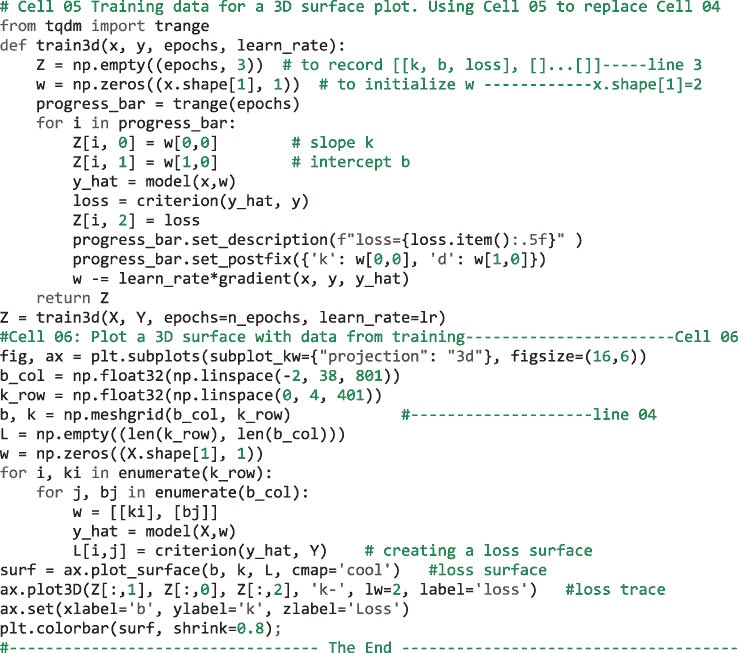 # Cell 05 Training data for a 3D surface plot. Using Cell 05 to replace Cell 04
from tqdm import trange
def train3d(x, y, epochs, learn_rate):
    Z = np.empty((epochs, 3))  # to record [[k, b, loss], []...[]]-----line 3
    w = np.zeros((x.shape[1], 1))  # to initialize w ------------x.shape[1]=2
    progress_bar = trange(epochs)
    for i in progress_bar:
        Z[i, 0] = w[0,0]        # slope k
        Z[i, 1] = w[1,0]        # intercept b
        y_hat = model(x,w)
        loss = criterion(y_hat, y)
        Z[i, 2] = loss
        progress_bar.set_description(f"loss={loss.item():.5f}" )
        progress_bar.set_postfix({'k': w[0,0], 'd': w[1,0]})
        w -= learn_rate*gradient(x, y, y_hat)
    return Z
Z = train3d(X, Y, epochs=n_epochs, learn_rate=lr)
#Cell 06: Plot a 3D surface with data from training-----------------------Cell 06
fig, ax = plt.subplots(subplot_kw={"projection": "3d"}, figsize=(16,6))
b_col = np.float32(np.linspace(-2, 38, 801))
k_row = np.float32(np.linspace(0, 4, 401))
b, k = np.meshgrid(b_col, k_row)            #--------------------line 04
L = np.empty((len(k_row), len(b_col)))
w = np.zeros((X.shape[1], 1))
for i, ki in enumerate(k_row):
    for j, bj in enumerate(b_col):
        w = [[ki], [bj]]
        y_hat = model(X,w)
        L[i,j] = criterion(y_hat, Y)    # creating a loss surface
surf = ax.plot_surface(b, k, L, cmap='cool')   #loss surface
ax.plot3D(Z[:,1], Z[:,0], Z[:,2], 'k-', lw=2, label='loss')   #loss trace
ax.set(xlabel='b', ylabel='k', zlabel='Loss')
plt.colorbar(surf, shrink=0.8);
#---------------------------------- The End -------------------------------------